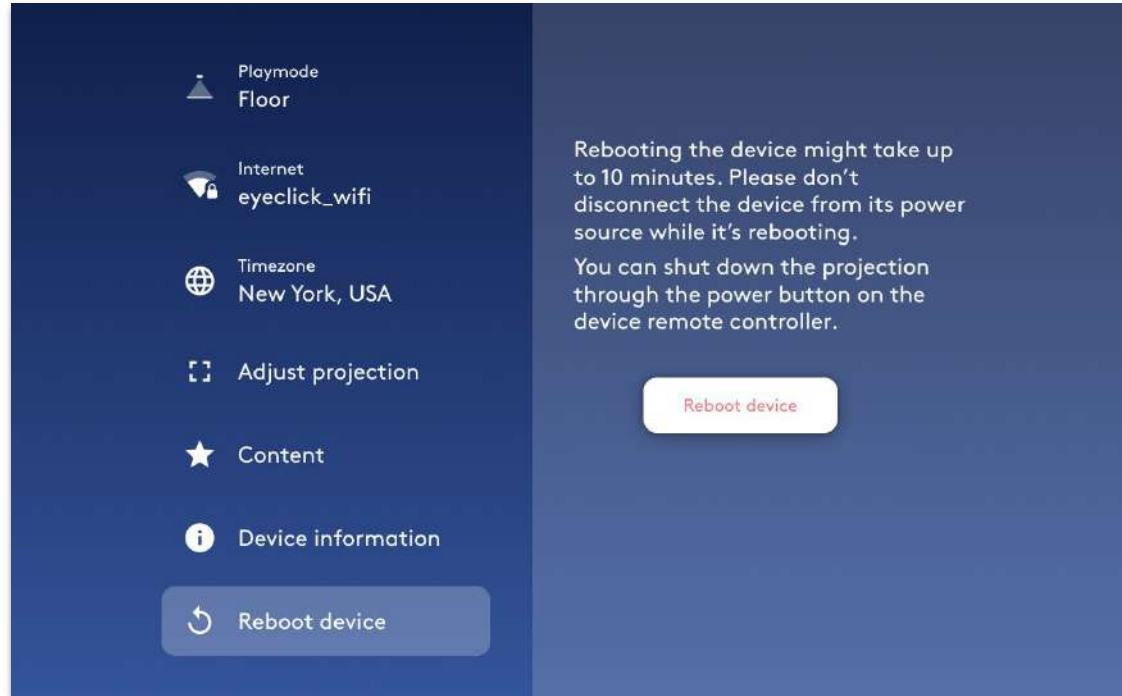 Playmode
Floor
Internet
eyeclick_wifi
Timezone
New York, USA
Adjust projection
Content
Device information
Reboot device
Rebooting the device might take up
to 10 minutes. Please don't
disconnect the device from its power
source while it's rebooting.
You can shut down the projection
through the power button on the
device remote controller.
Reboot device